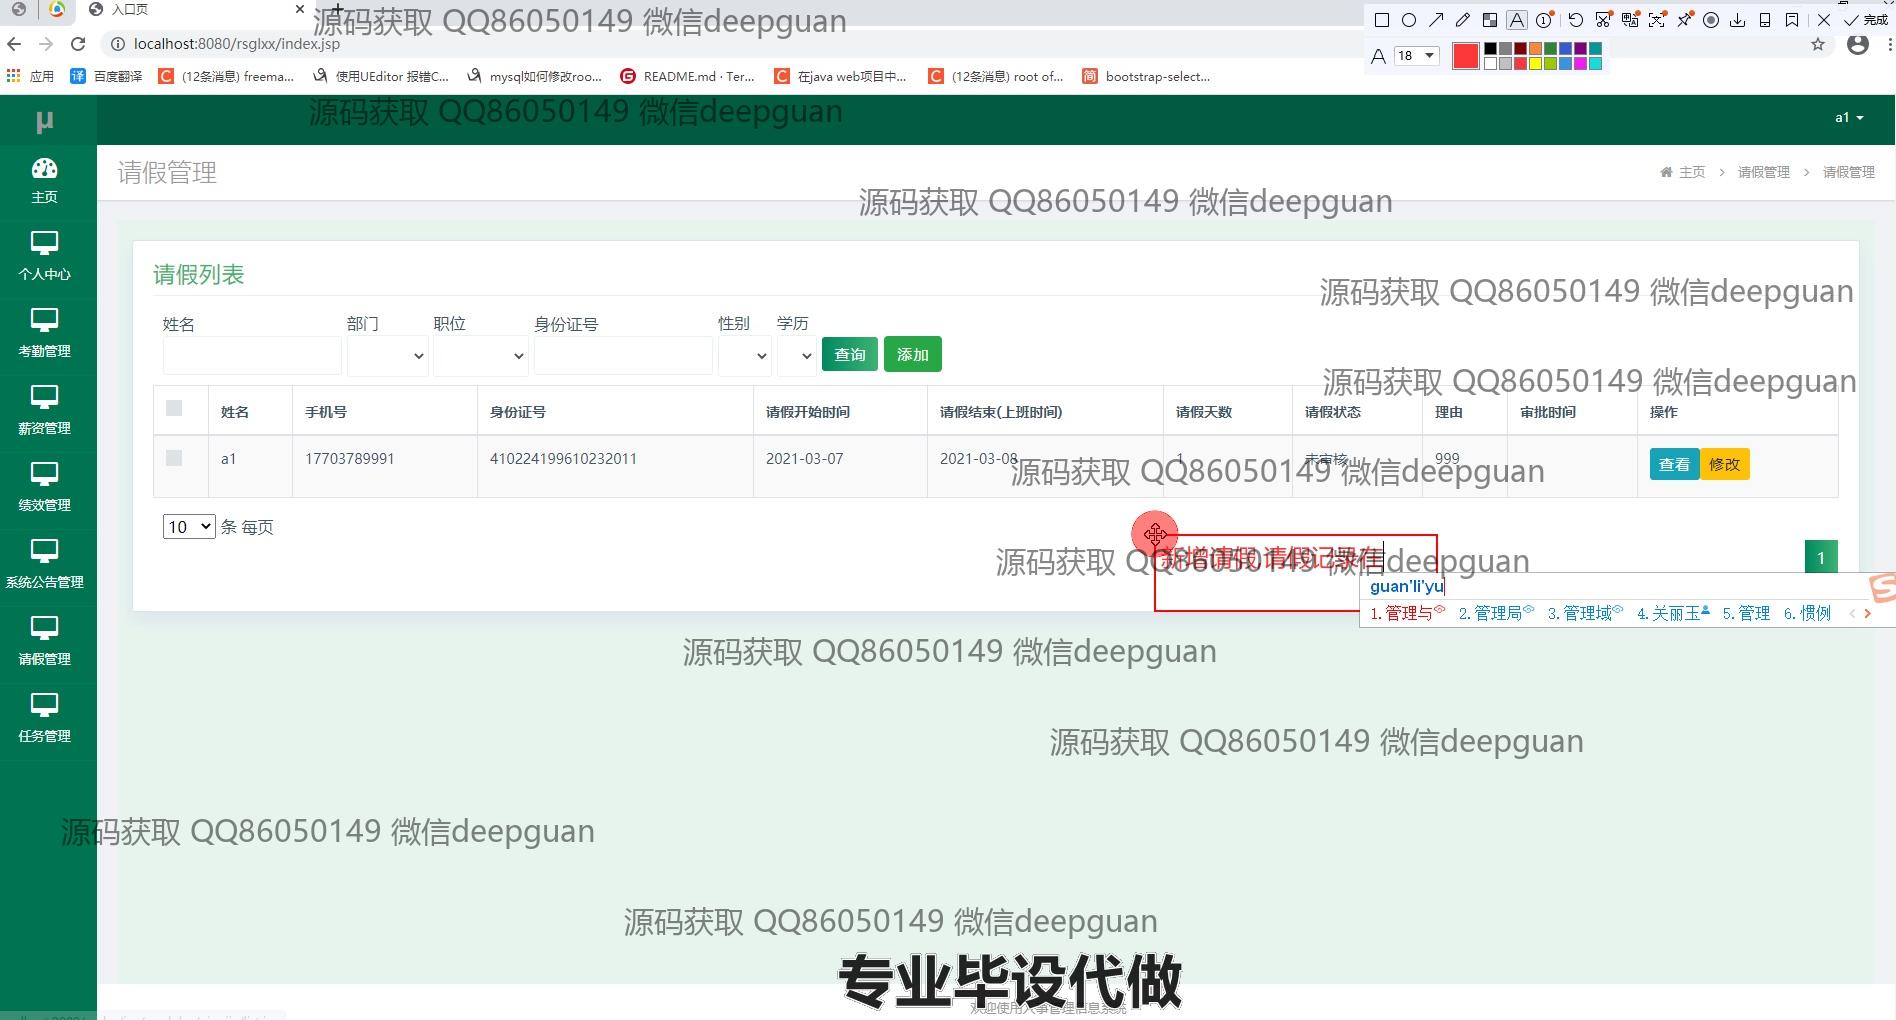 入口页
源码获取 QQ86050149 微信deepguan
完成
localhost:8080/rsglxx/index.jsp
A 18
应用 百度翻译 (12条消息) freema... 使用UEditor 报错C... mysql如何修改roo... README.md · Ter... 在java web项目中... (12条消息) root of... bootstrap-select...
源码获取 QQ86050149 微信deepguan
μ
a1
请假管理
主页 > 请假管理 > 请假管理
源码获取 QQ86050149 微信deepguan
主页
个人中心
考勤管理
薪资管理
绩效管理
系统公告管理
请假管理
任务管理
请假列表
源码获取 QQ86050149 微信deepguan
姓名 部门 职位 身份证号 性别 学历
查询 添加
源码获取 QQ86050149 微信deepguan
姓名 手机号 身份证号 请假开始时间 请假结束(上班时间) 请假天数 请假状态 理由 审批时间 操作
a1 17703789991 410224199610232011 2021-03-07 2021-03-08 1 未审核 999 查看 修改
源码获取 QQ86050149 微信deepguan
10 条 每页
新增请假,请假记录在
源码获取 QQ86050149 微信deepguan
1
guan'li'yu
1.管理与 2.管理局 3.管理域 4.关丽玉 5.管理 6.惯例
源码获取 QQ86050149 微信deepguan
源码获取 QQ86050149 微信deepguan
源码获取 QQ86050149 微信deepguan
源码获取 QQ86050149 微信deepguan
专业毕设代做
欢迎使用人事管理信息系统